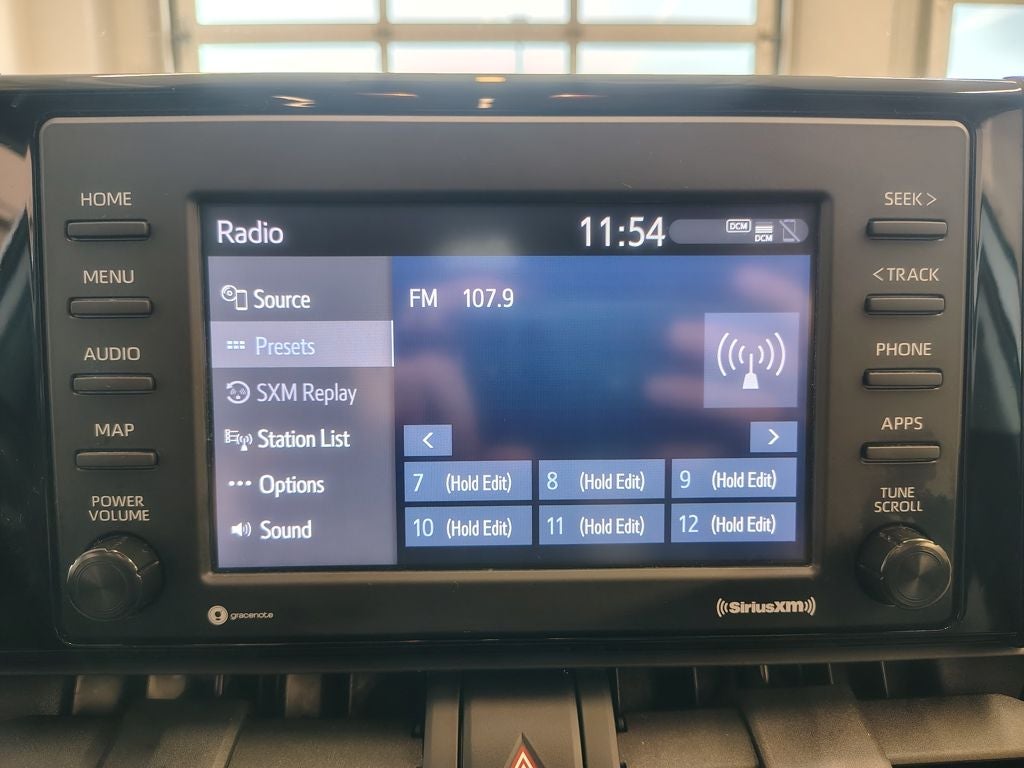 HOME
MENU
AUDIO
MAP
POWER
VOLUME
Radio
11:54
DCM
DCM
Source
Presets
SXM Replay
Station List
Options
Sound
FM 107.9
<
>
7 (Hold Edit)
8 (Hold Edit)
9 (Hold Edit)
10 (Hold Edit)
11 (Hold Edit)
12 (Hold Edit)
SEEK >
< TRACK
PHONE
APPS
TUNE
SCROLL
gracenote
((SiriusXM))